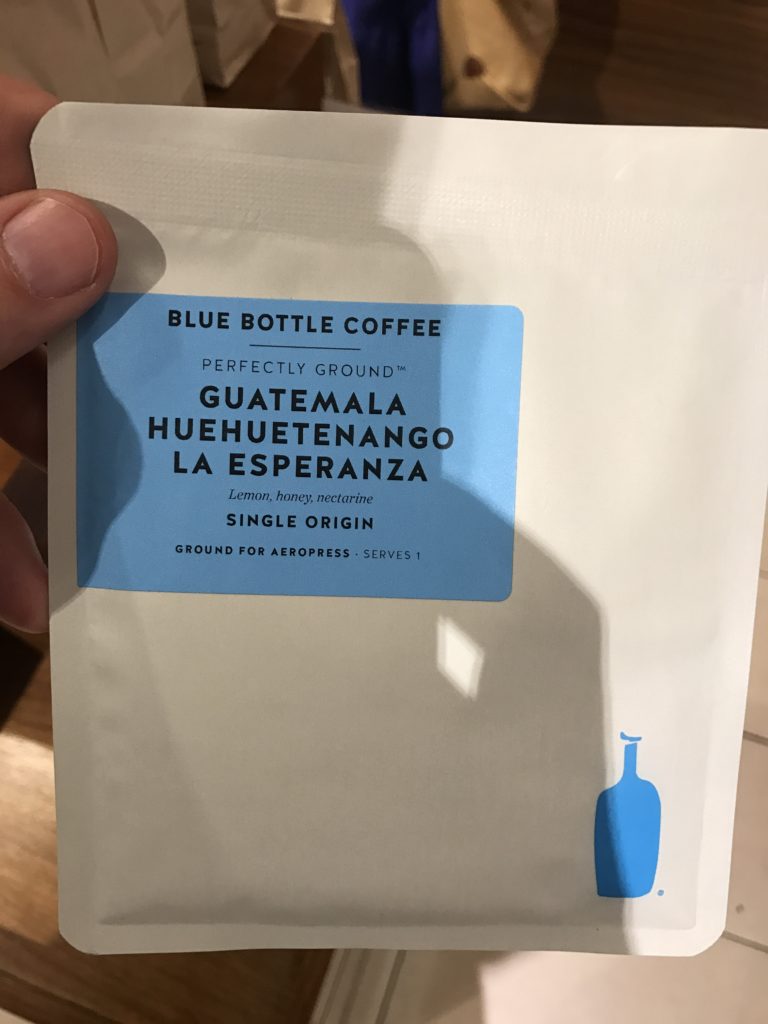 BLUE BOTTLE COFFEE
PERFECTLY GROUND™
GUATEMALA
HUEHUETENANGO
LA ESPERANZA
Lemon, honey, nectarine
SINGLE ORIGIN
GROUND FOR AEROPRESS · SERVES 1